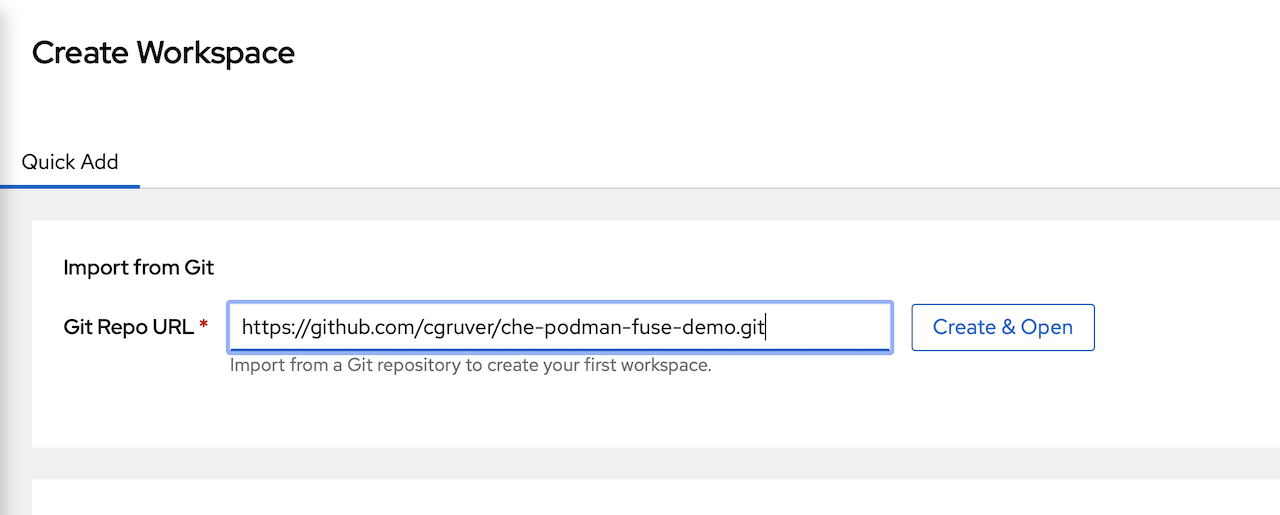 Create Workspace
Quick Add
Import from Git
Git Repo URL * https://github.com/cgruver/che-podman-fuse-demo.git Create & Open
Import from a Git repository to create your first workspace.